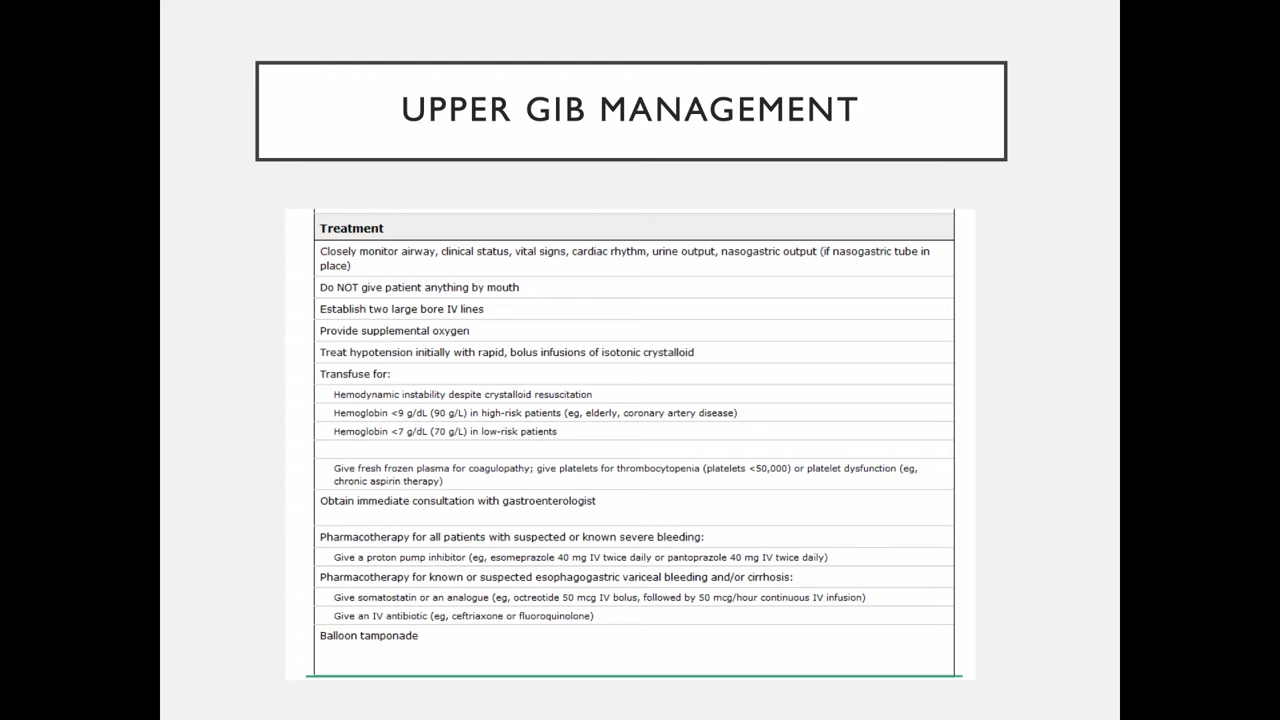 UPPER GIB MANAGEMENT
Treatment
Closely monitor airway, clinical status, vital signs, cardiac rhythm, urine output, nasogastric output (if nasogastric tube in
place)
Do NOT give patient anything by mouth
Establish two large bore IV lines
Provide supplemental oxygen
Treat hypotension initially with rapid, bolus infusions of isotonic crystalloid
Transfuse for:
Hemodynamic instability despite crystalloid resuscitation
Hemoglobin <9 g/dL (90 g/L) in high-risk patients (eg, elderly, coronary artery disease)
Hemoglobin <7 g/dL (70 g/L) in low-risk patients
Give fresh frozen plasma for coagulopathy; give platelets for thrombocytopenia (platelets <50,000) or platelet dysfunction (eg,
chronic aspirin therapy)
Obtain immediate consultation with gastroenterologist
Pharmacotherapy for all patients with suspected or known severe bleeding:
Give a proton pump inhibitor (eg, esomeprazole 40 mg IV twice daily or pantoprazole 40 mg IV twice daily)
Pharmacotherapy for known or suspected esophagogastric variceal bleeding and/or cirrhosis:
Give somatostatin or an analogue (eg, octreotide 50 mcg IV bolus, followed by 50 mcg/hour continuous IV infusion)
Give an IV antibiotic (eg, ceftriaxone or fluoroquinolone)
Balloon tamponade